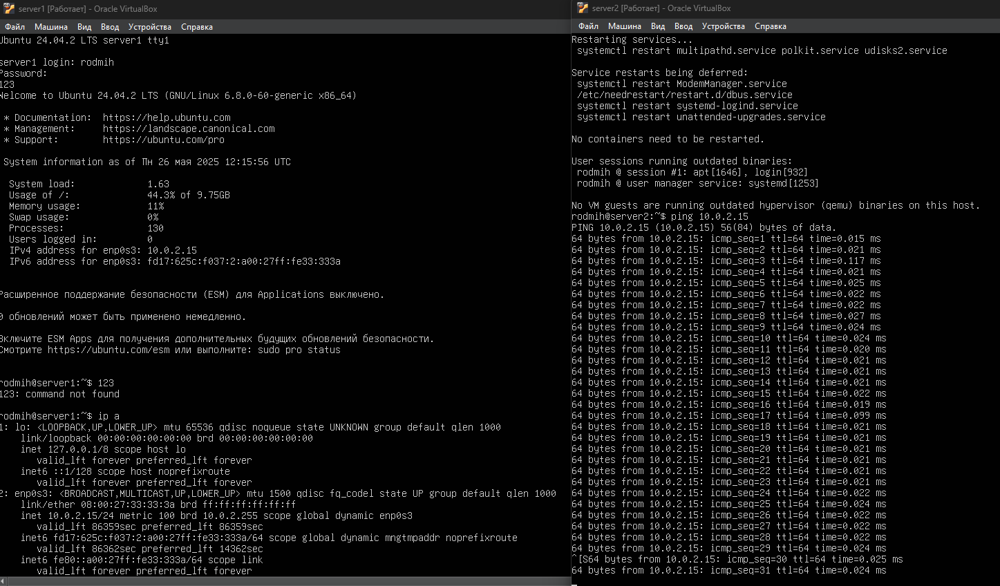 server1 [Работает] - Oracle VirtualBox
Файл Машина Вид Ввод Устройства Справка
Ubuntu 24.04.2 LTS server1 tty1
server1 login: rodmih
Password:
123
Welcome to Ubuntu 24.04.2 LTS (GNU/Linux 6.8.0-60-generic x86_64)
* Documentation: https://help.ubuntu.com
* Management: https://landscape.canonical.com
* Support: https://ubuntu.com/pro
System information as of Пн 26 мая 2025 12:15:56 UTC
System load: 1.63
Usage of /: 44.3% of 9.75GB
Memory usage: 11%
Swap usage: 0%
Processes: 130
Users logged in: 0
IPv4 address for enp0s3: 10.0.2.15
IPv6 address for enp0s3: fd17:625c:f037:2:a00:27ff:fe33:333a
Расширенное поддержание безопасности (ESM) для Applications выключено.
0 обновлений может быть применено немедленно.
Включите ESM Apps для получения дополнительных будущих обновлений безопасности.
Смотрите https://ubuntu.com/esm или выполните: sudo pro status
rodmih@server1:~$ 123
123: command not found
rodmih@server1:~$ ip a
1: lo: <LOOPBACK,UP,LOWER_UP> mtu 65536 qdisc noqueue state UNKNOWN group default qlen 1000
link/loopback 00:00:00:00:00:00 brd 00:00:00:00:00:00
inet 127.0.0.1/8 scope host lo
valid_lft forever preferred_lft forever
inet6 ::1/128 scope host noprefixroute
valid_lft forever preferred_lft forever
2: enp0s3: <BROADCAST,MULTICAST,UP,LOWER_UP> mtu 1500 qdisc fq_codel state UP group default qlen 1000
link/ether 08:00:27:33:33:3a brd ff:ff:ff:ff:ff:ff
inet 10.0.2.15/24 metric 100 brd 10.0.2.255 scope global dynamic enp0s3
valid_lft 86359sec preferred_lft 86359sec
inet6 fd17:625c:f037:2:a00:27ff:fe33:333a/64 scope global dynamic mngtmpaddr noprefixroute
valid_lft 86362sec preferred_lft 14362sec
inet6 fe80::a00:27ff:fe33:333a/64 scope link
valid_lft forever preferred_lft forever
server2 [Работает] - Oracle VirtualBox
Файл Машина Вид Ввод Устройства Справка
Restarting services...
systemctl restart multipathd.service polkit.service udisks2.service
Service restarts being deferred:
systemctl restart ModemManager.service
/etc/needrestart/restart.d/dbus.service
systemctl restart systemd-logind.service
systemctl restart unattended-upgrades.service
No containers need to be restarted.
User sessions running outdated binaries:
rodmih @ session #1: apt[1646], login[932]
rodmih @ user manager service: systemd[1253]
No VM guests are running outdated hypervisor (qemu) binaries on this host.
rodmih@server2:~$ ping 10.0.2.15
PING 10.0.2.15 (10.0.2.15) 56(84) bytes of data.
64 bytes from 10.0.2.15: icmp_seq=1 ttl=64 time=0.015 ms
64 bytes from 10.0.2.15: icmp_seq=2 ttl=64 time=0.021 ms
64 bytes from 10.0.2.15: icmp_seq=3 ttl=64 time=0.117 ms
64 bytes from 10.0.2.15: icmp_seq=4 ttl=64 time=0.021 ms
64 bytes from 10.0.2.15: icmp_seq=5 ttl=64 time=0.025 ms
64 bytes from 10.0.2.15: icmp_seq=6 ttl=64 time=0.022 ms
64 bytes from 10.0.2.15: icmp_seq=7 ttl=64 time=0.022 ms
64 bytes from 10.0.2.15: icmp_seq=8 ttl=64 time=0.027 ms
64 bytes from 10.0.2.15: icmp_seq=9 ttl=64 time=0.024 ms
64 bytes from 10.0.2.15: icmp_seq=10 ttl=64 time=0.024 ms
64 bytes from 10.0.2.15: icmp_seq=11 ttl=64 time=0.020 ms
64 bytes from 10.0.2.15: icmp_seq=12 ttl=64 time=0.021 ms
64 bytes from 10.0.2.15: icmp_seq=13 ttl=64 time=0.021 ms
64 bytes from 10.0.2.15: icmp_seq=14 ttl=64 time=0.021 ms
64 bytes from 10.0.2.15: icmp_seq=15 ttl=64 time=0.022 ms
64 bytes from 10.0.2.15: icmp_seq=16 ttl=64 time=0.019 ms
64 bytes from 10.0.2.15: icmp_seq=17 ttl=64 time=0.099 ms
64 bytes from 10.0.2.15: icmp_seq=18 ttl=64 time=0.021 ms
64 bytes from 10.0.2.15: icmp_seq=19 ttl=64 time=0.021 ms
64 bytes from 10.0.2.15: icmp_seq=20 ttl=64 time=0.021 ms
64 bytes from 10.0.2.15: icmp_seq=21 ttl=64 time=0.021 ms
64 bytes from 10.0.2.15: icmp_seq=22 ttl=64 time=0.021 ms
64 bytes from 10.0.2.15: icmp_seq=23 ttl=64 time=0.021 ms
64 bytes from 10.0.2.15: icmp_seq=24 ttl=64 time=0.022 ms
64 bytes from 10.0.2.15: icmp_seq=25 ttl=64 time=0.024 ms
64 bytes from 10.0.2.15: icmp_seq=26 ttl=64 time=0.022 ms
64 bytes from 10.0.2.15: icmp_seq=27 ttl=64 time=0.022 ms
64 bytes from 10.0.2.15: icmp_seq=28 ttl=64 time=0.022 ms
64 bytes from 10.0.2.15: icmp_seq=29 ttl=64 time=0.024 ms
^[S64 bytes from 10.0.2.15: icmp_seq=30 ttl=64 time=0.025 ms
64 bytes from 10.0.2.15: icmp_seq=31 ttl=64 time=0.024 ms